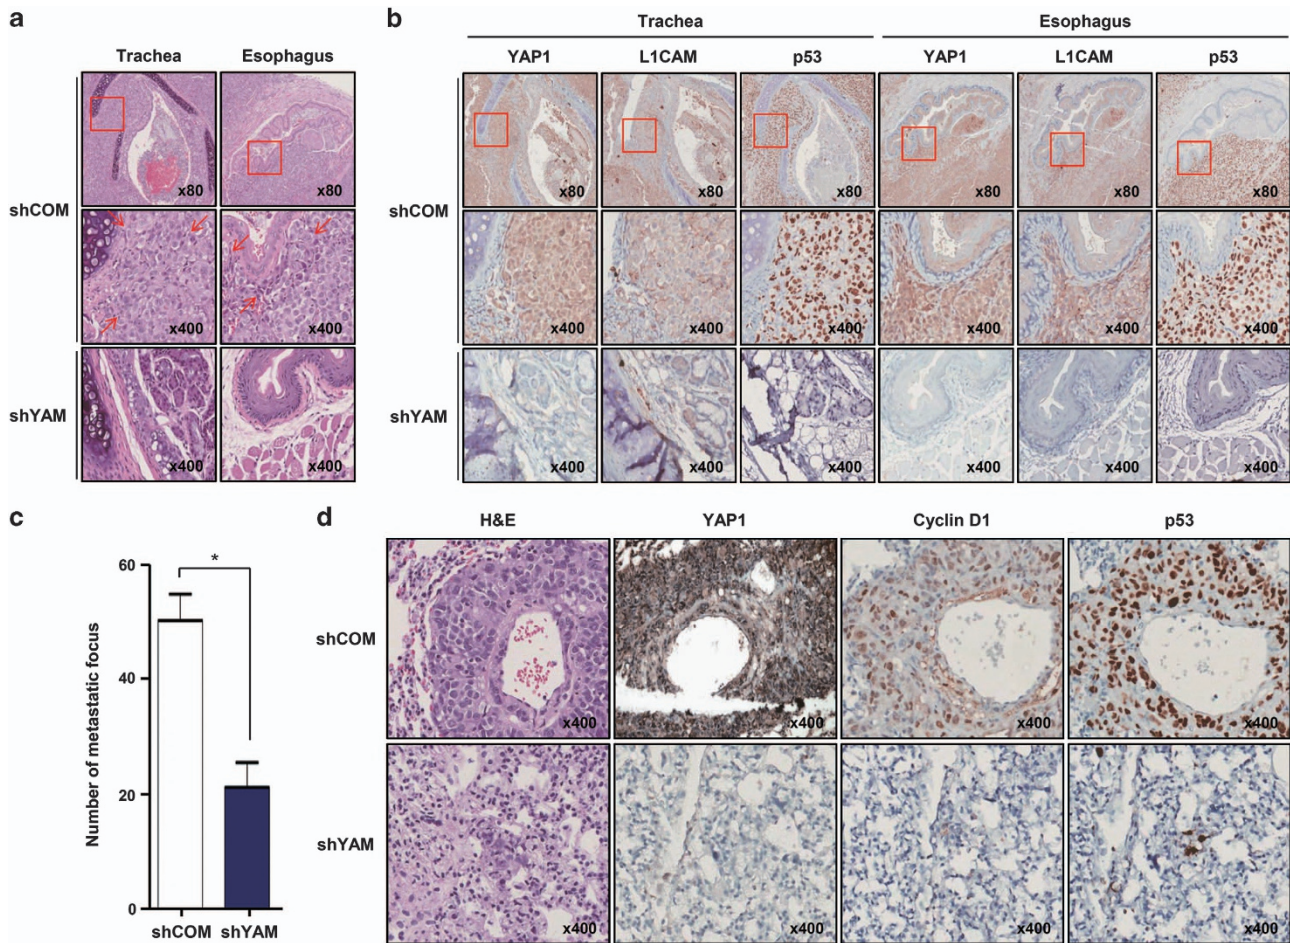 a
Trachea Esophagus
shCOM
x80 x80
x400 x400
shYAM
x400 x400
b
Trachea Esophagus
YAP1 L1CAM p53 YAP1 L1CAM p53
shCOM
x80 x80 x80 x80 x80 x80
x400 x400 x400 x400 x400 x400
shYAM
x400 x400 x400 x400 x400 x400
c
Number of metastatic focus
60
40
20
0
*
shCOM shYAM
d
H&E YAP1 Cyclin D1 p53
shCOM
x400 x400 x400 x400
shYAM
x400 x400 x400 x400